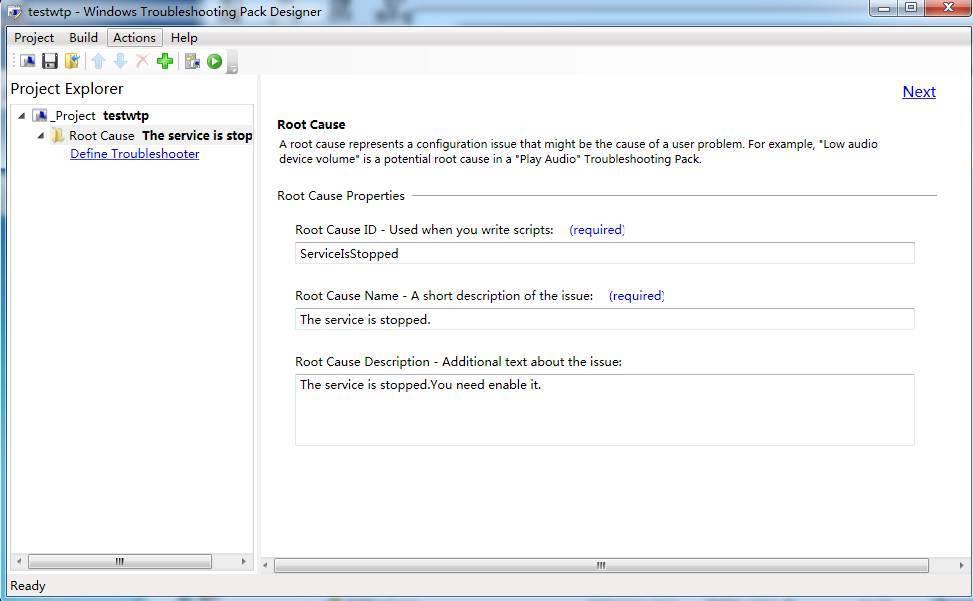 testwtp - Windows Troubleshooting Pack Designer
Project Build Actions Help
Project Explorer
_Project testwtp
Root Cause The service is stop
Define Troubleshooter
Next
Root Cause
A root cause represents a configuration issue that might be the cause of a user problem. For example, "Low audio
device volume" is a potential root cause in a "Play Audio" Troubleshooting Pack.
Root Cause Properties
Root Cause ID - Used when you write scripts: (required)
ServiceIsStopped
Root Cause Name - A short description of the issue: (required)
The service is stopped.
Root Cause Description - Additional text about the issue:
The service is stopped.You need enable it.
Ready